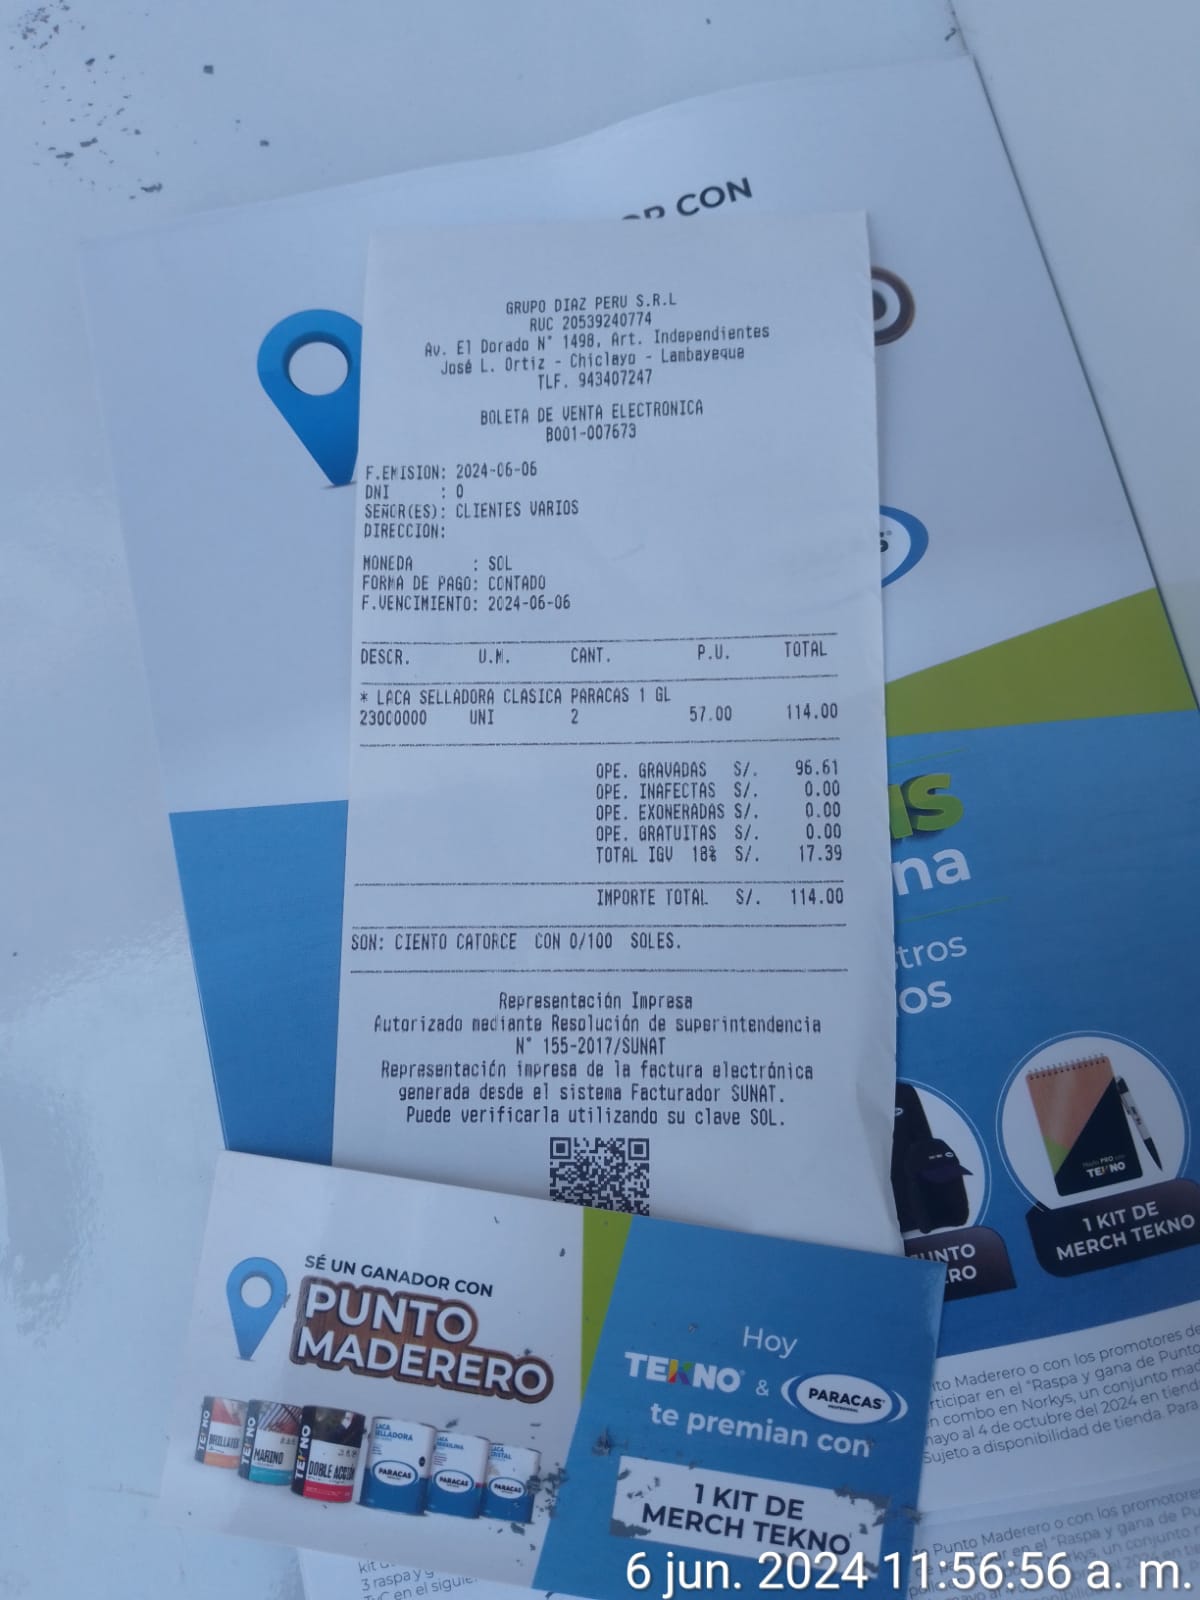 OR CON
GRUPO DIAZ PERU S.R.L
RUC 20539240774
Av. El Dorado N° 1498, Art. Independientes
José L. Ortiz - Chiclayo - Lambayeque
TLF. 943407247
BOLETA DE VENTA ELECTRONICA
B001-007673
F.EMISION: 2024-06-06
DNI : 0
SEÑOR(ES): CLIENTES VARIOS
DIRECCION:
MONEDA : SOL
FORMA DE PAGO: CONTADO
F.VENCIMIENTO: 2024-06-06
DESCR. U.M. CANT. P.U. TOTAL
* LACA SELLADORA CLASICA PARACAS 1 GL
23000000 UNI 2 57.00 114.00
OPE. GRAVADAS S/. 96.61
OPE. INAFECTAS S/. 0.00
OPE. EXONERADAS S/. 0.00
OPE. GRATUITAS S/. 0.00
TOTAL IGV 18% S/. 17.39
IMPORTE TOTAL S/. 114.00
SON: CIENTO CATORCE CON 0/100 SOLES.
Representación Impresa
Autorizado mediante Resolución de superintendencia
N° 155-2017/SUNAT
Representación impresa de la factura electrónica
generada desde el sistema Facturador SUNAT.
Puede verificarla utilizando su clave SOL.
as
na
tros
os
TEKNO
1 KIT DE
MERCH TEKNO
UNTO
ERO
SÉ UN GANADOR CON
PUNTO
MADERERO
Hoy
TEKNO & PARACAS
PROFESIONAL
te premian con
1 KIT DE
MERCH TEKNO
TEKNO
MARINO
TEKNO
DOBLE ACCIÓN
LACA
SELLADORA
PARACAS
PARACAS
LACA
CRISTAL
PARACAS
nto Maderero o con los promotores de
rticipar en el "Raspa y gana de Punto
n combo en Norkys, un conjunto mad
mayo al 4 de octubre del 2024 en tiend
Sujeto a disponibilidad de tienda. Para
Punto Maderero o con los promotores
en el "Raspa y gana de Pu
kit d
3 raspa y g
TyC en el siguie
6 jun. 2024 11:56:56 a. m.